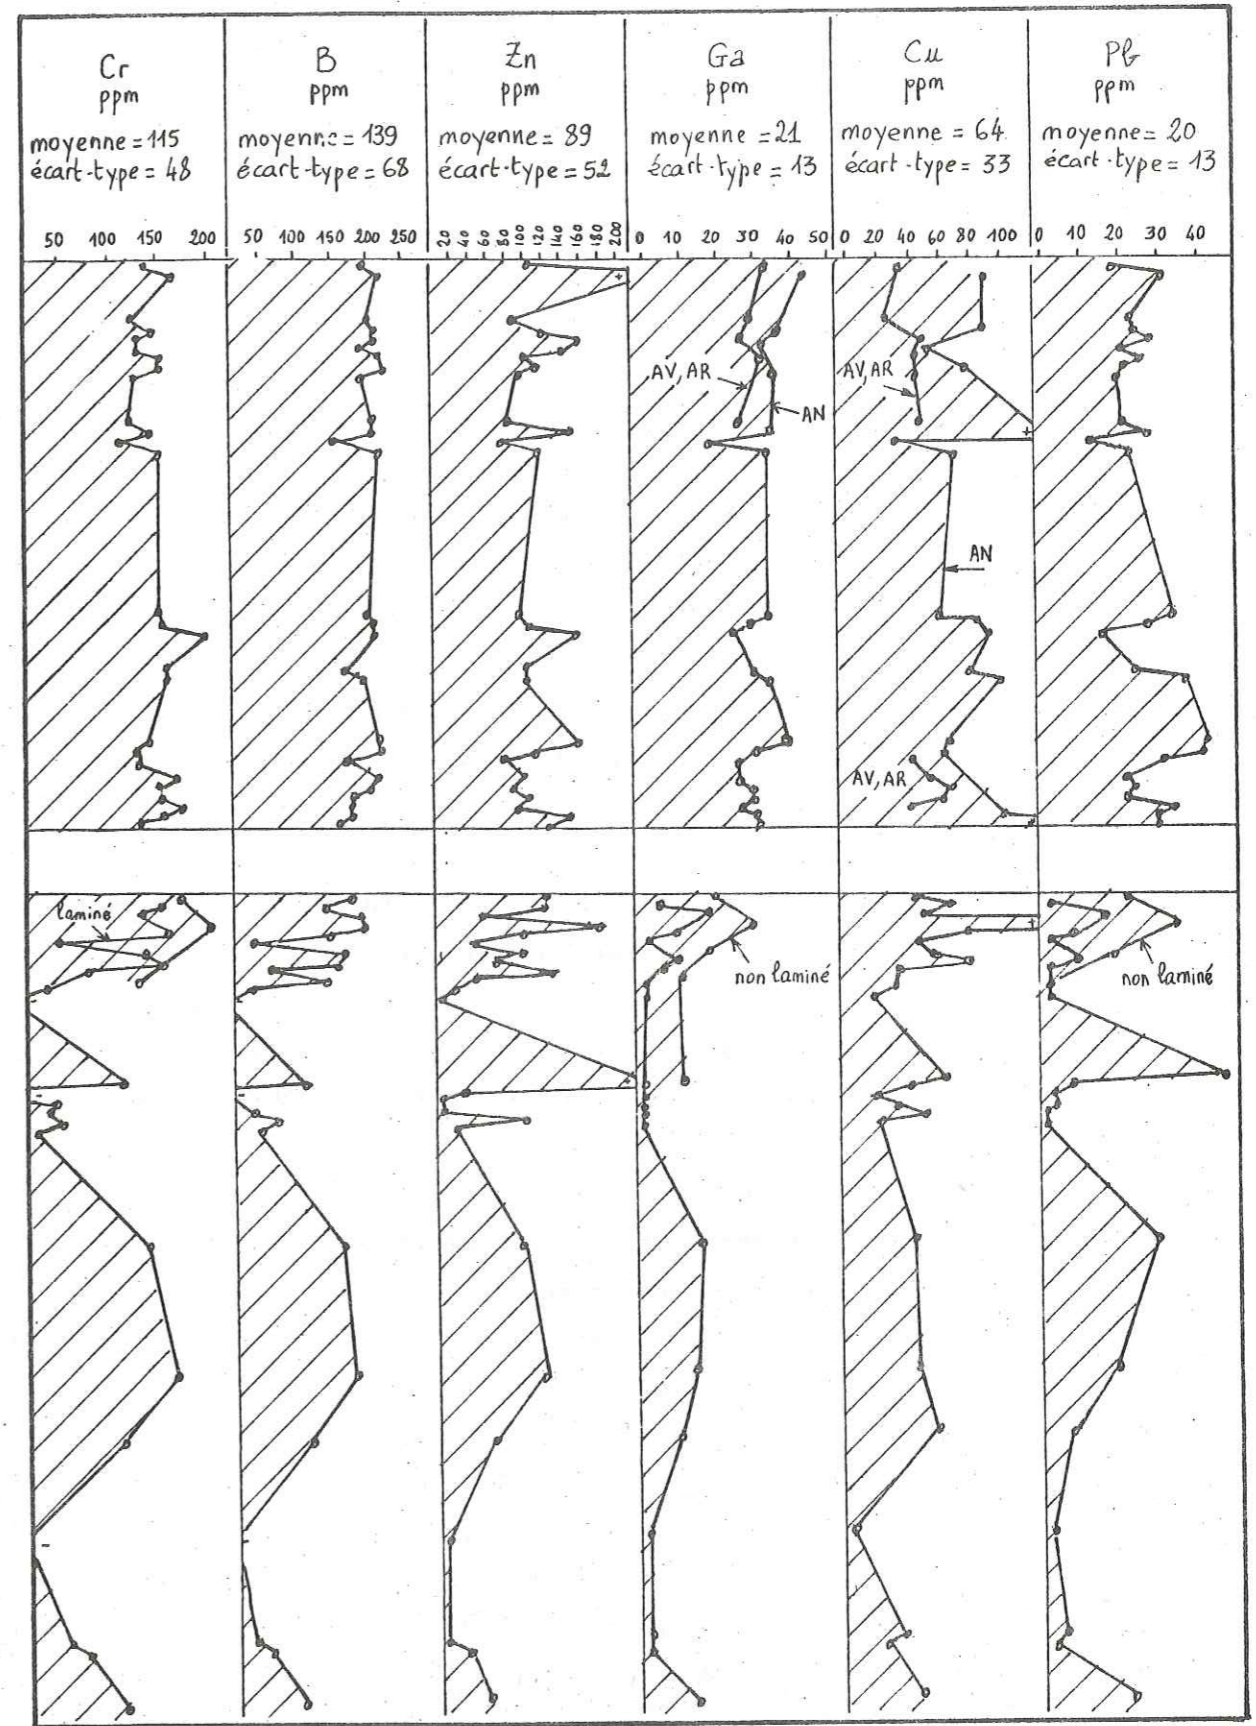 Cr
ppm
moyenne = 115
écart-type = 48
B
ppm
moyenne = 139
écart-type = 68
Zn
ppm
moyenne = 89
écart-type = 52
Ga
ppm
moyenne = 21
écart-type = 13
Cu
ppm
moyenne = 64
écart-type = 33
Pb
ppm
moyenne = 20
écart-type = 13
50 100 150 200
50 100 150 200 250
20 40 60 80 100 120 140 160 180 200
0 10 20 30 40 50
0 20 40 60 80 100
0 10 20 30 40
+
AV, AR
AN
AV, AR
+
AN
AV, AR
laminé
+
non laminé
non laminé